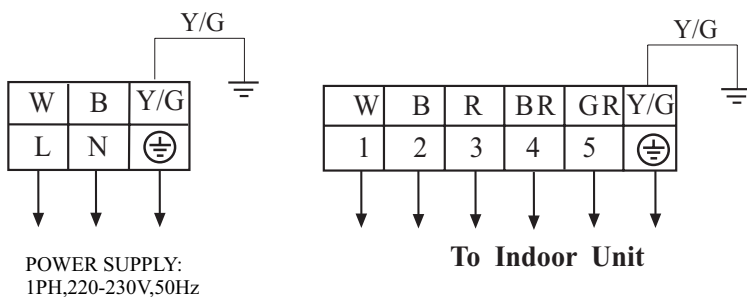 Y/G
W B Y/G
L N
POWER SUPPLY:
1PH,220-230V,50Hz
Y/G
W B R BR GR Y/G
1 2 3 4 5
To Indoor Unit